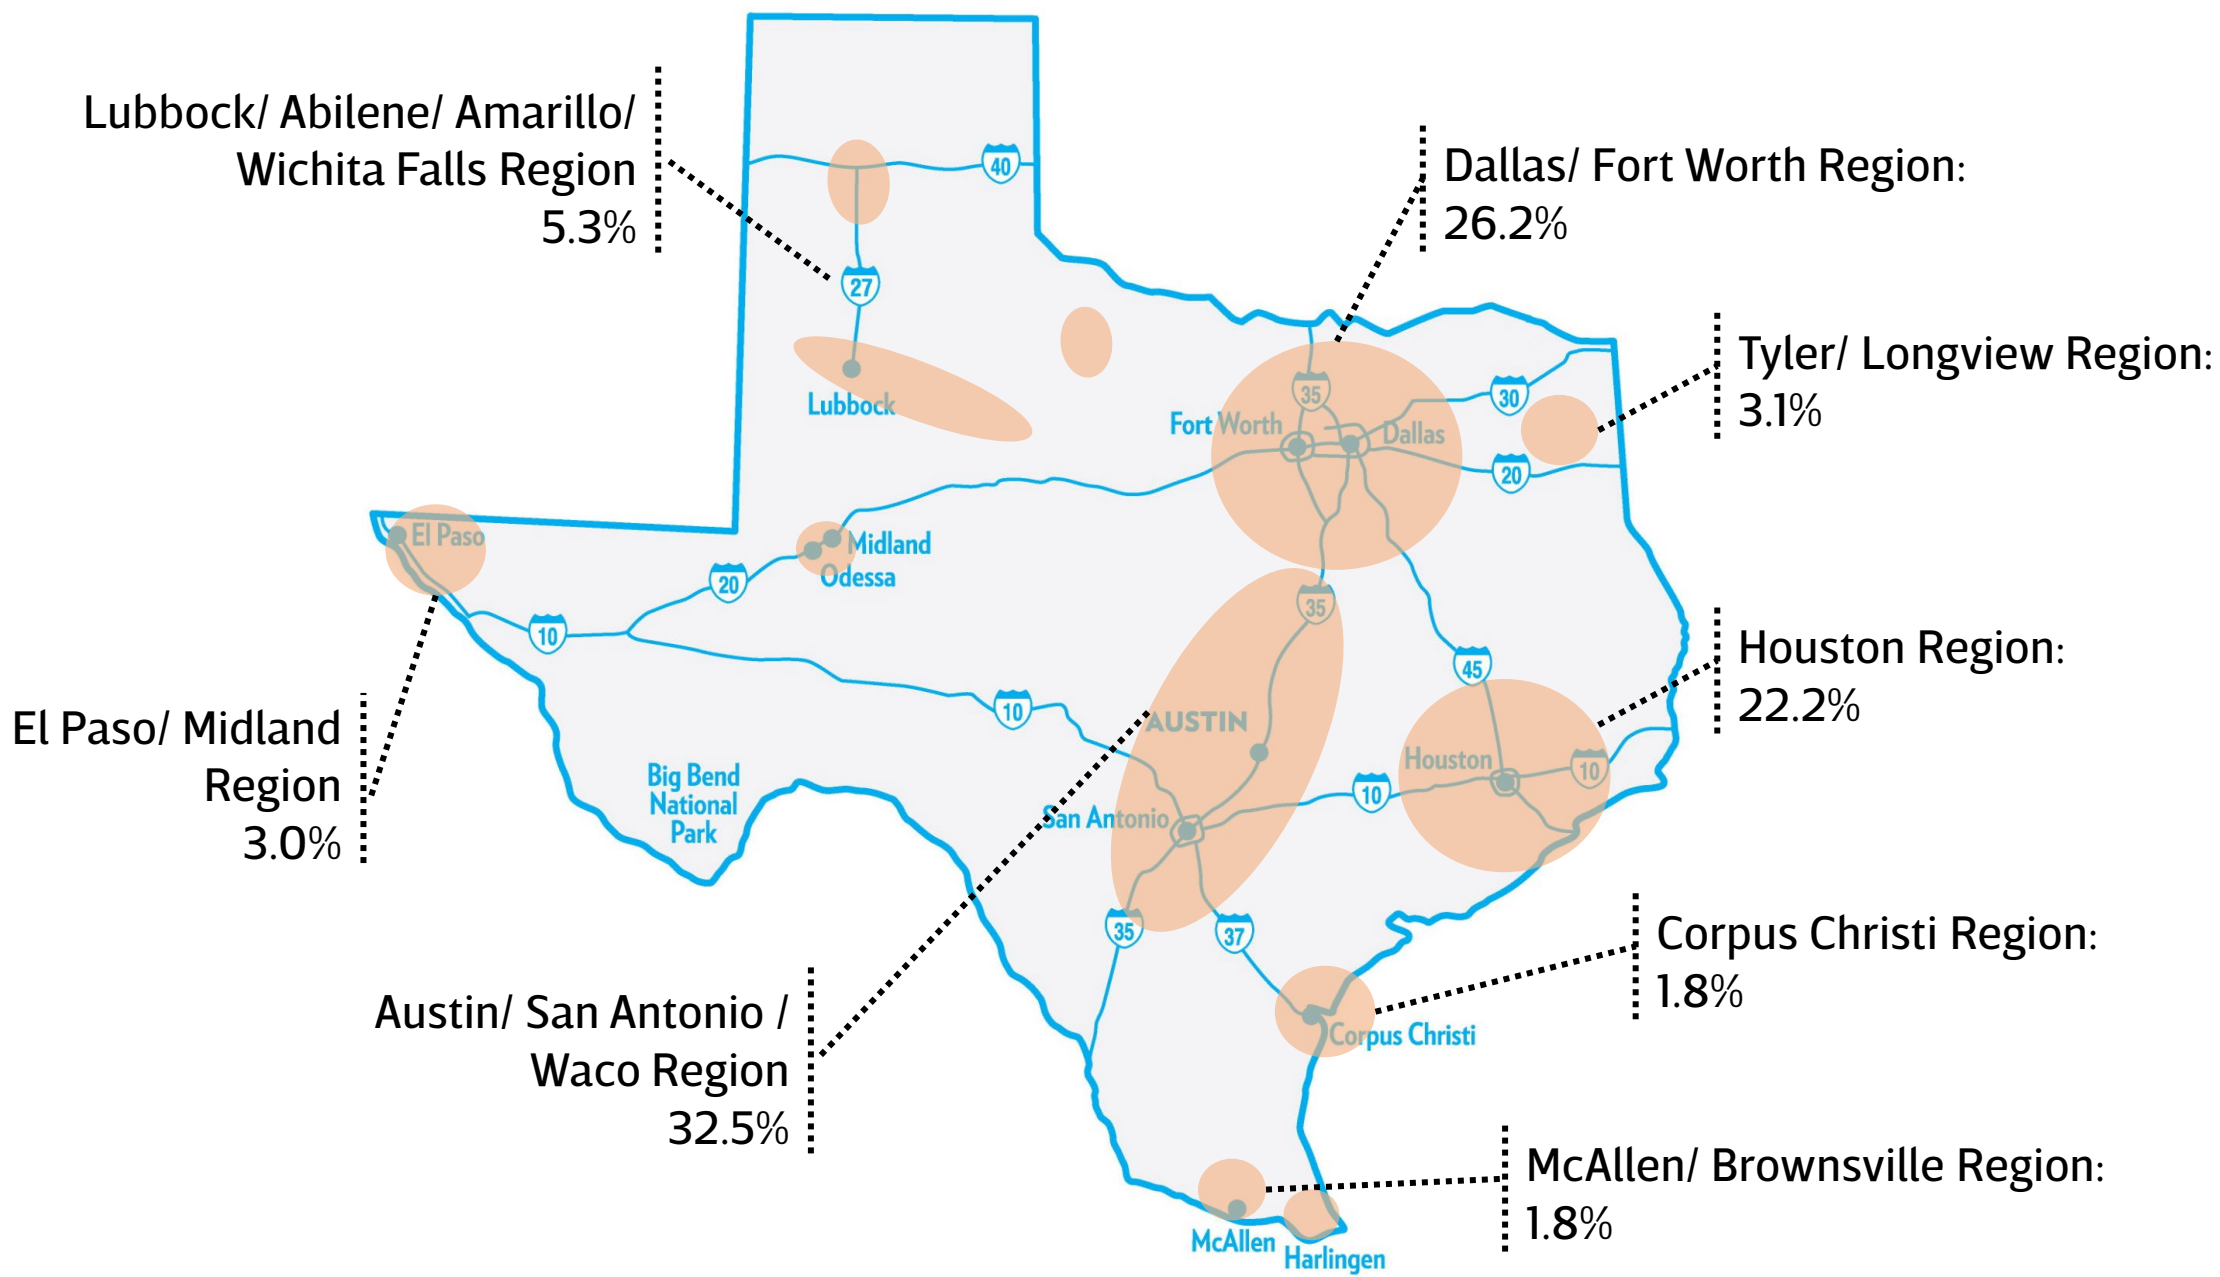 Lubbock/ Abilene/ Amarillo/
Wichita Falls Region
5.3%
40
27
Lubbock
Dallas/ Fort Worth Region:
26.2%
Tyler/ Longview Region:
3.1%
35
30
Fort Worth
Dallas
20
El Paso
Midland
Odessa
20
10
35
45
10
AUSTIN
Houston Region:
22.2%
El Paso/ Midland
Region
3.0%
Big Bend
National
Park
Houston
10
10
San Antonio
35
37
Corpus Christi Region:
1.8%
Corpus Christi
Austin/ San Antonio /
Waco Region
32.5%
McAllen/ Brownsville Region:
1.8%
McAllen
Harlingen